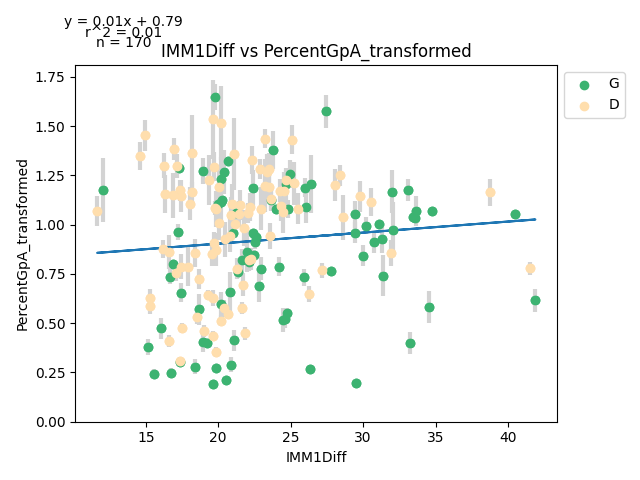 y = 0.01x + 0.79
r^2 = 0.01
n = 170
IMM1Diff vs PercentGpA_transformed
G
D
PercentGpA_transformed
1.75
1.50
1.25
1.00
0.75
0.50
0.25
0.00
15 20 25 30 35 40
IMM1Diff